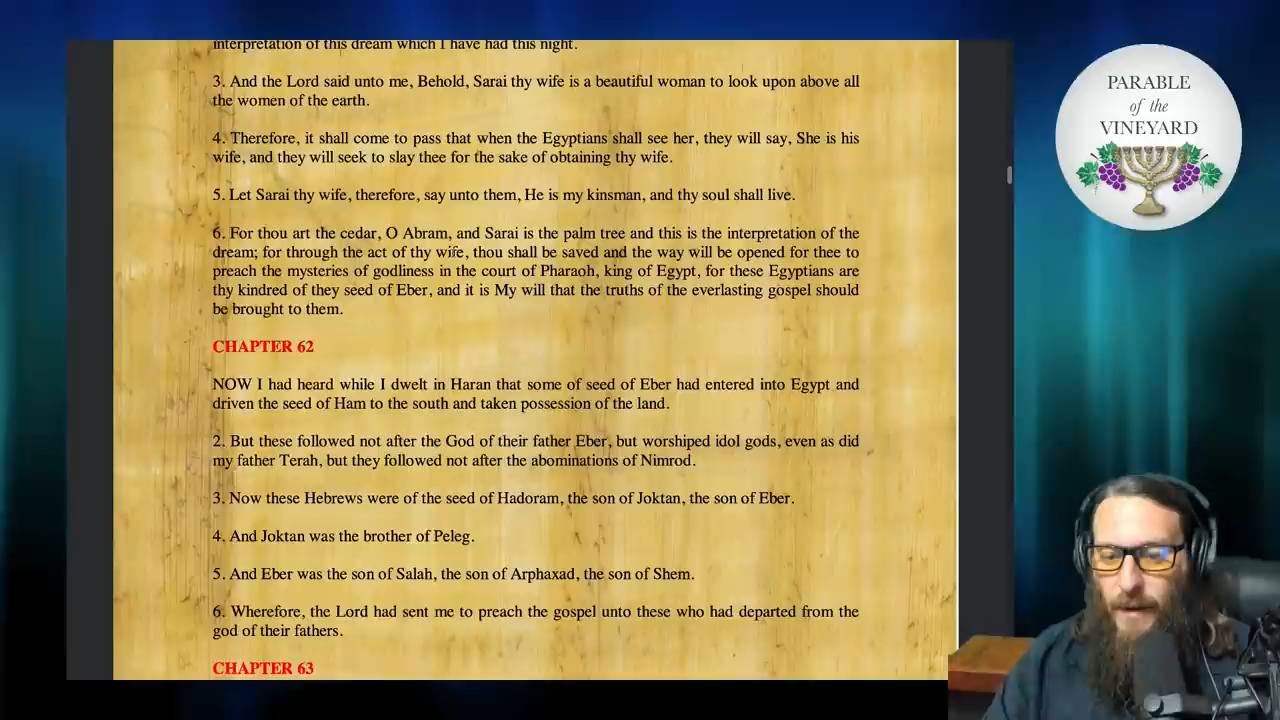 interpretation of this dream which I have had this night.
3. And the Lord said unto me, Behold, Sarai thy wife is a beautiful woman to look upon above all
the women of the earth.
4. Therefore, it shall come to pass that when the Egyptians shall see her, they will say, She is his
wife, and they will seek to slay thee for the sake of obtaining thy wife.
5. Let Sarai thy wife, therefore, say unto them, He is my kinsman, and thy soul shall live.
6. For thou art the cedar, O Abram, and Sarai is the palm tree and this is the interpretation of the
dream; for through the act of thy wife, thou shall be saved and the way will be opened for thee to
preach the mysteries of godliness in the court of Pharaoh, king of Egypt, for these Egyptians are
thy kindred of they seed of Eber, and it is My will that the truths of the everlasting gospel should
be brought to them.
CHAPTER 62
NOW I had heard while I dwelt in Haran that some of seed of Eber had entered into Egypt and
driven the seed of Ham to the south and taken possession of the land.
2. But these followed not after the God of their father Eber, but worshiped idol gods, even as did
my father Terah, but they followed not after the abominations of Nimrod.
3. Now these Hebrews were of the seed of Hadoram, the son of Joktan, the son of Eber.
4. And Joktan was the brother of Peleg.
5. And Eber was the son of Salah, the son of Arphaxad, the son of Shem.
6. Wherefore, the Lord had sent me to preach the gospel unto these who had departed from the
god of their fathers.
CHAPTER 63
PARABLE
of the
VINEYARD